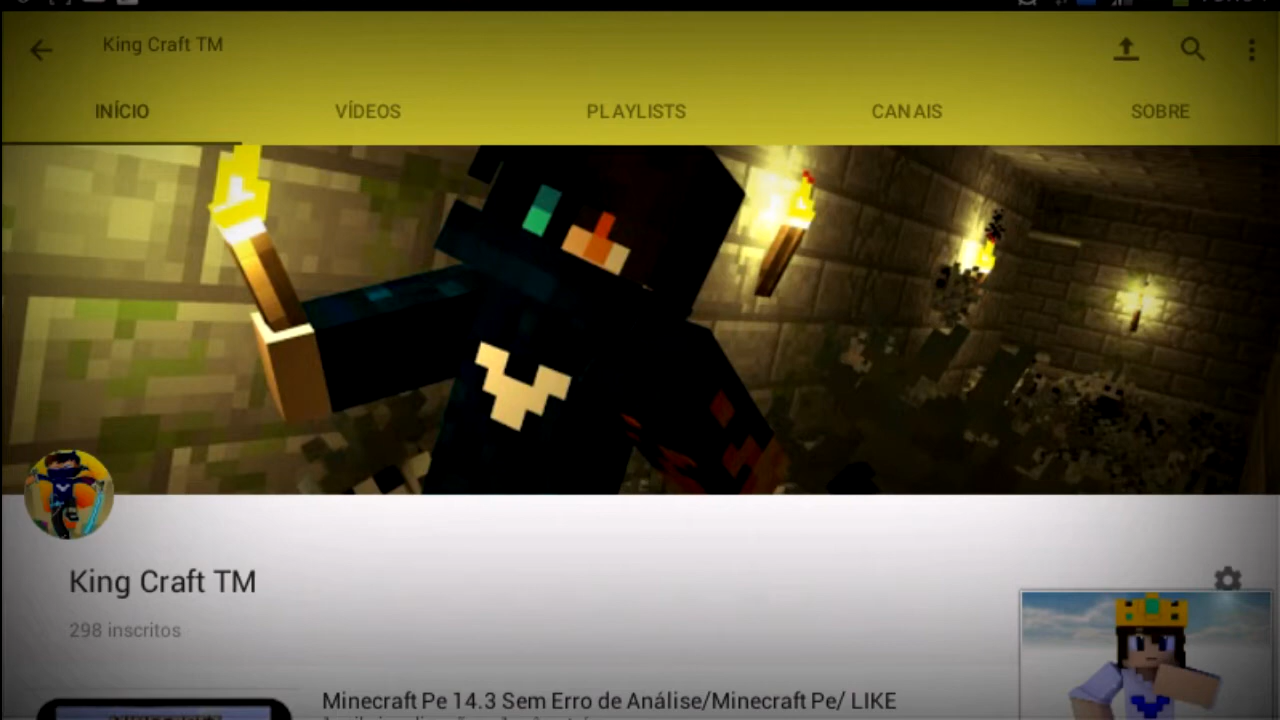 King Craft TM
INÍCIO VÍDEOS PLAYLISTS CANAIS SOBRE
King Craft TM
298 inscritos
Minecraft Pe 14.3 Sem Erro de Análise/Minecraft Pe/ LIKE